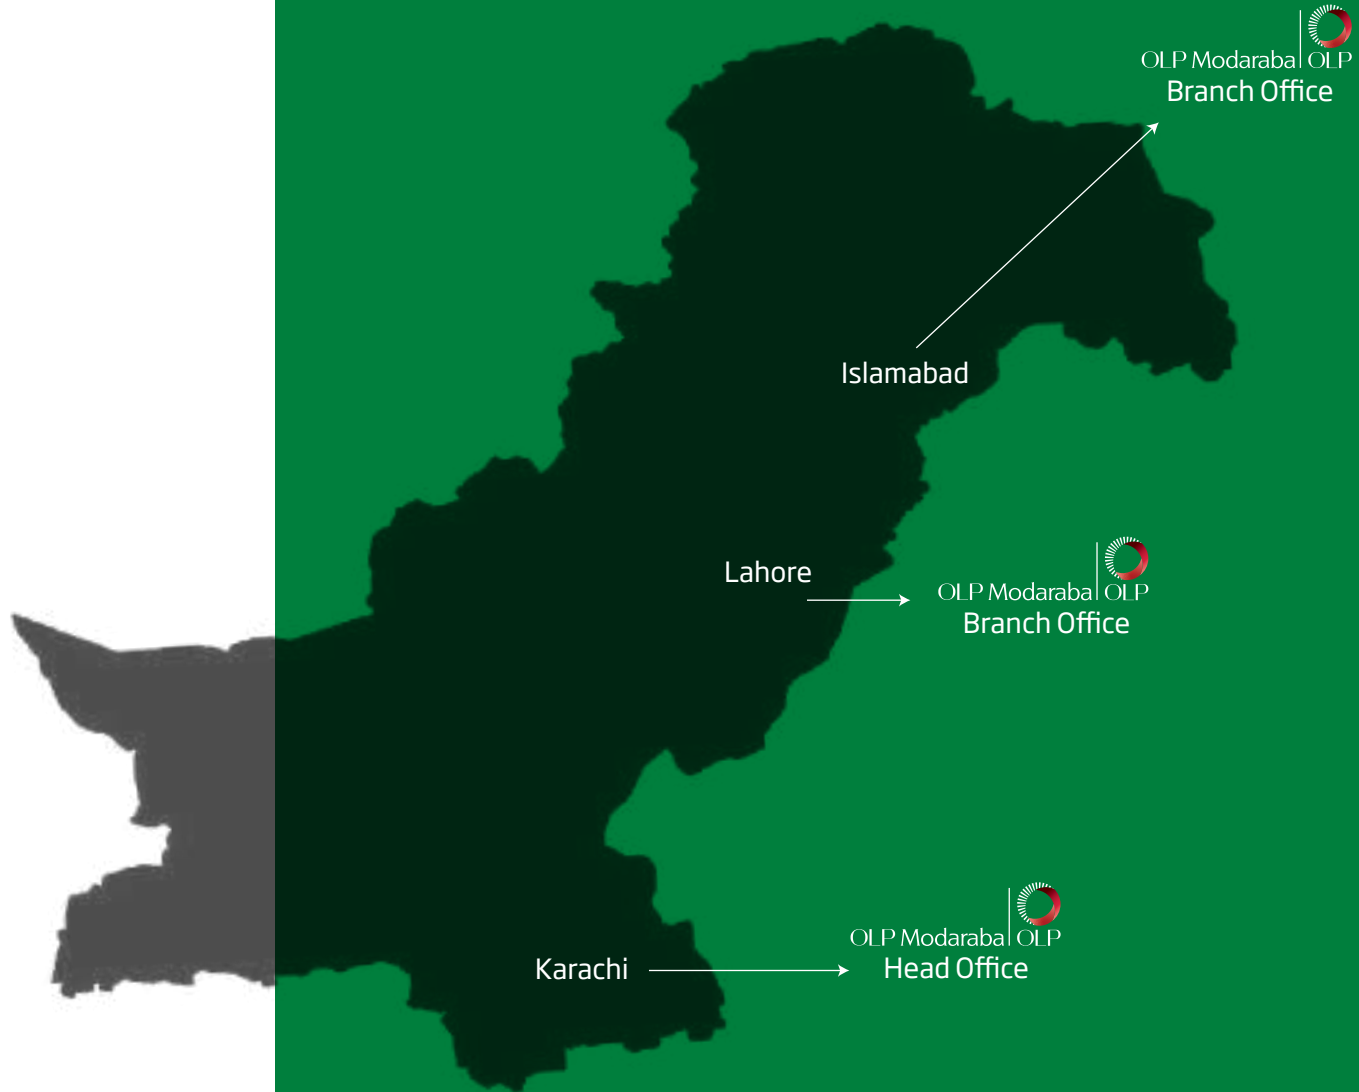 OLP Modaraba OLP
Branch Office
Islamabad
Lahore
OLP Modaraba OLP
Branch Office
OLP Modaraba OLP
Karachi
Head Office